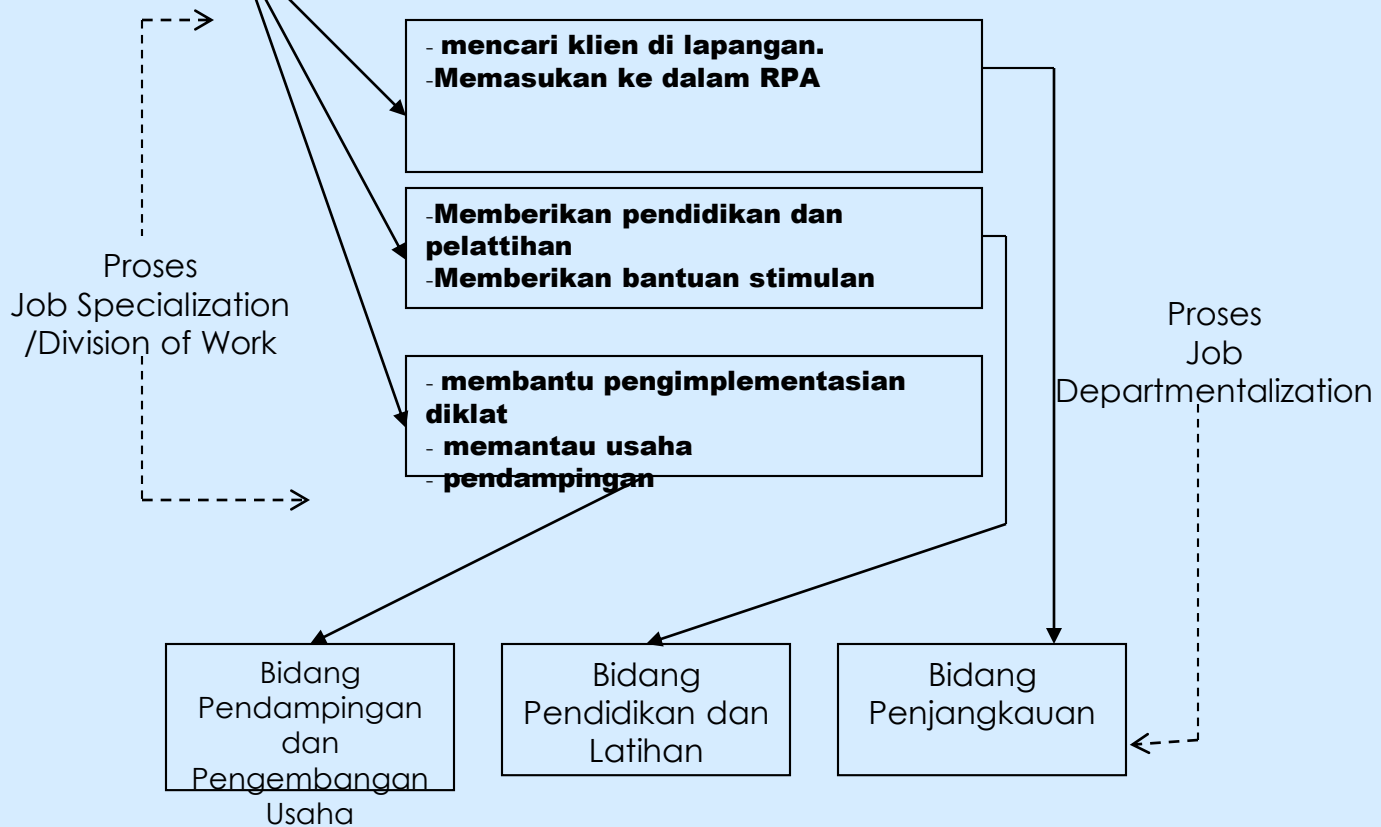 - mencari klien di lapangan.
-Memasukan ke dalam RPA
-Memberikan pendidikan dan
pelattihan
-Memberikan bantuan stimulan
Proses
Job Specialization
/Division of Work
Proses
Job
Departmentalization
- membantu pengimplementasian
diklat
- memantau usaha
- pendampingan
Bidang
Pendampingan
dan
Pengembangan
Usaha
Bidang
Pendidikan dan
Latihan
Bidang
Penjangkauan